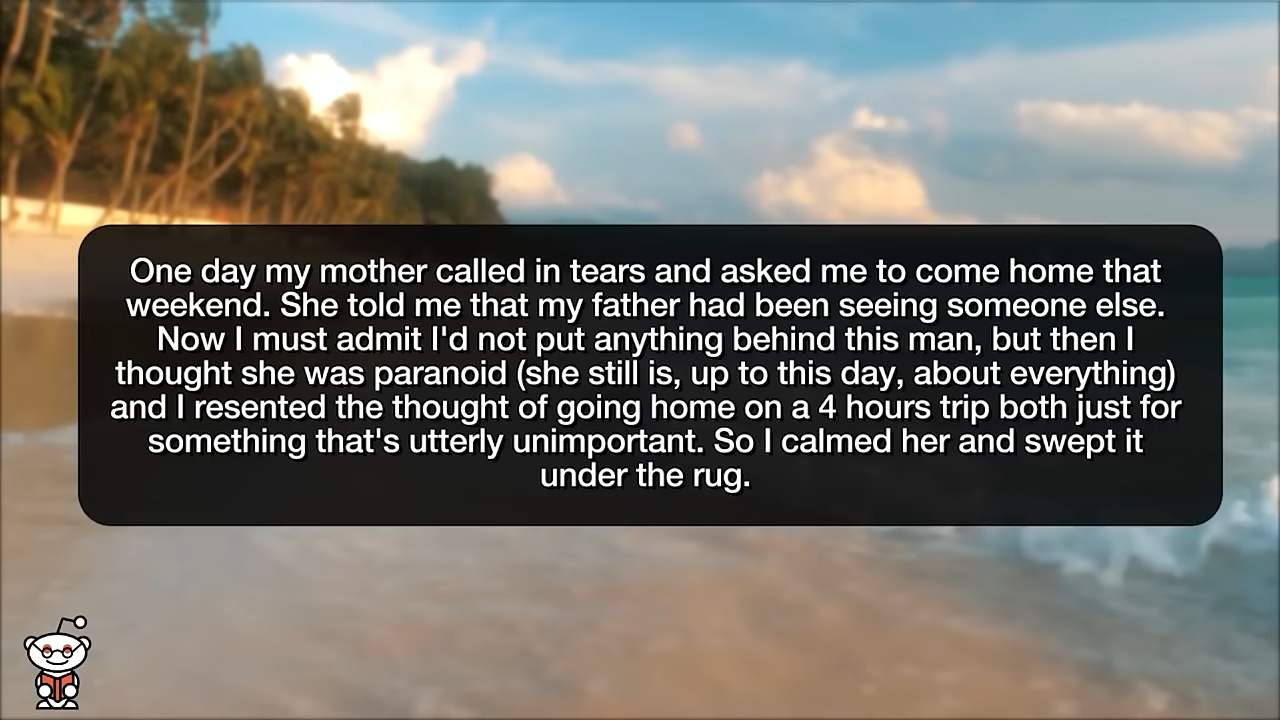 One day my mother called in tears and asked me to come home that
weekend. She told me that my father had been seeing someone else.
Now I must admit I'd not put anything behind this man, but then I
thought she was paranoid (she still is, up to this day, about everything)
and I resented the thought of going home on a 4 hours trip both just for
something that's utterly unimportant. So I calmed her and swept it
under the rug.